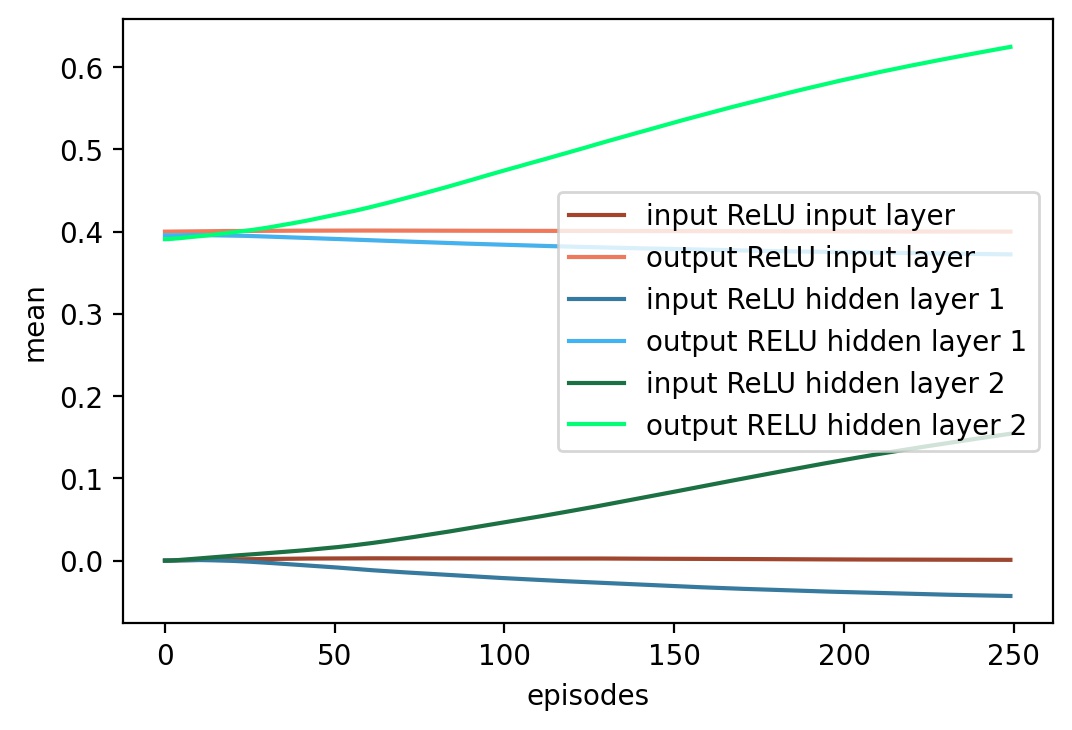 0.6
0.5
0.4
0.3
0.2
0.1
0.0
mean
input ReLU input layer
output ReLU input layer
input ReLU hidden layer 1
output RELU hidden layer 1
input ReLU hidden layer 2
output RELU hidden layer 2
0 50 100 150 200 250
episodes